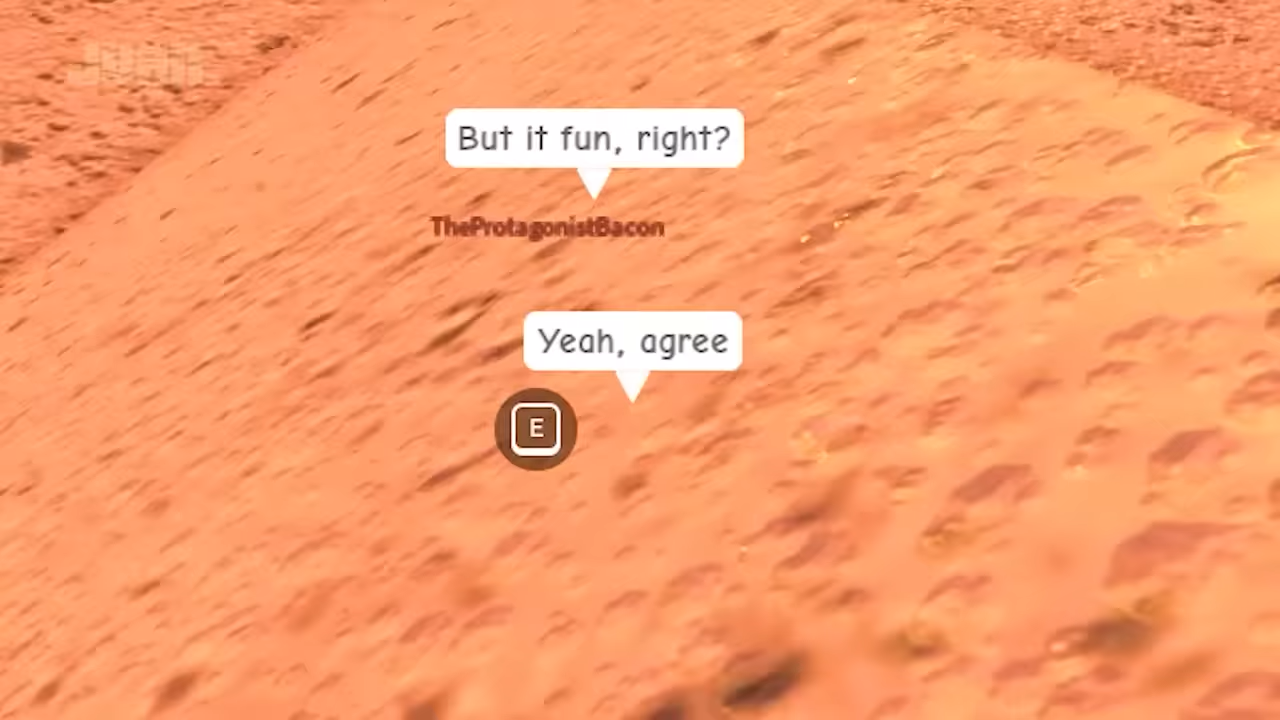 But it fun, right?
TheProtagonistBacon
Yeah, agree
E